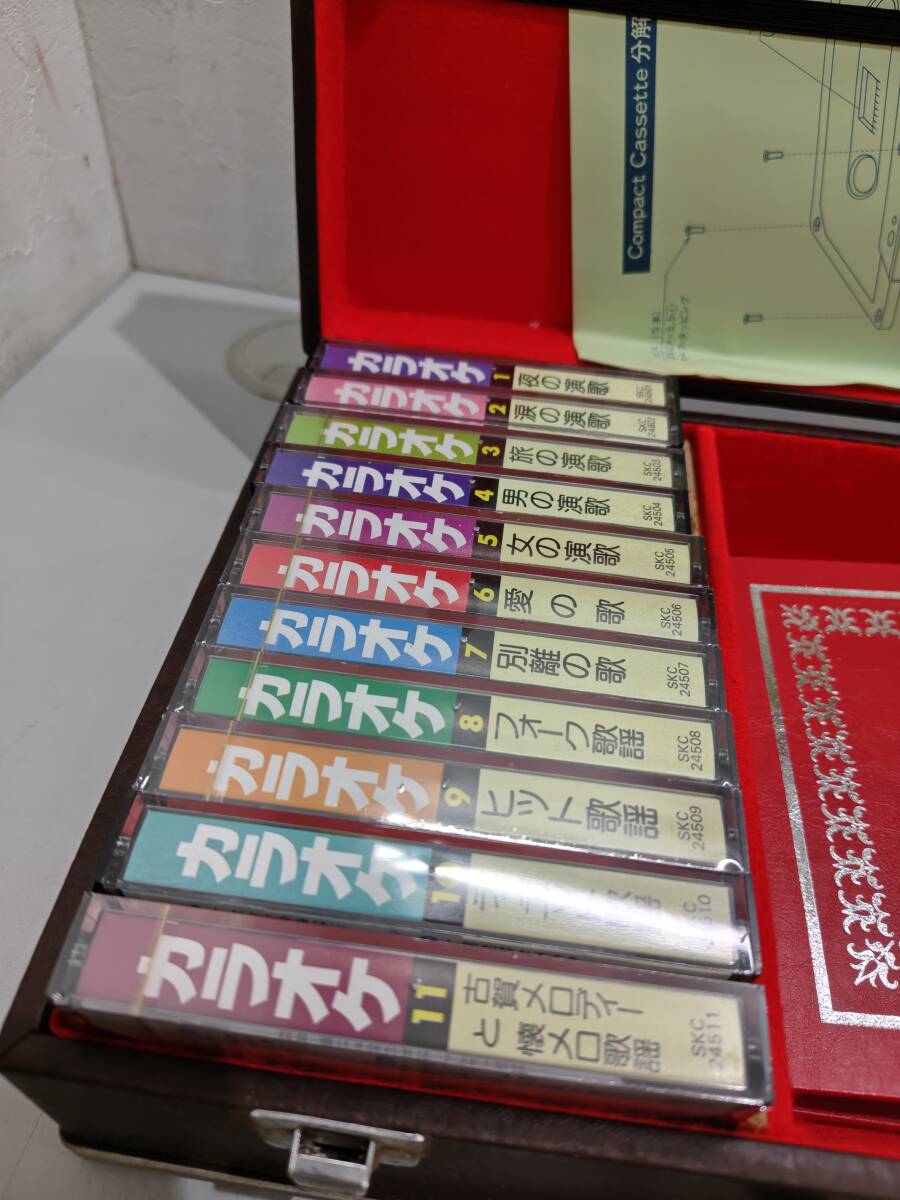 Compact Cassette 分解
カラオケ 1 夜の演歌 SKC 24501
カラオケ 2 涙の演歌 SKC 24502
カラオケ 3 旅の演歌 SKC 24503
カラオケ 4 男の演歌 SKC 24504
カラオケ 5 女の演歌 SKC 24505
カラオケ 6 愛の歌 SKC 24506
カラオケ 7 別離の歌 SKC 24507
カラオケ 8 フォーク歌謡 SKC 24508
カラオケ 9 ヒット歌謡 SKC 24509
カラオケ 10
カラオケ 11 古賀メロディーと懐メロ歌謡 SKC 24511